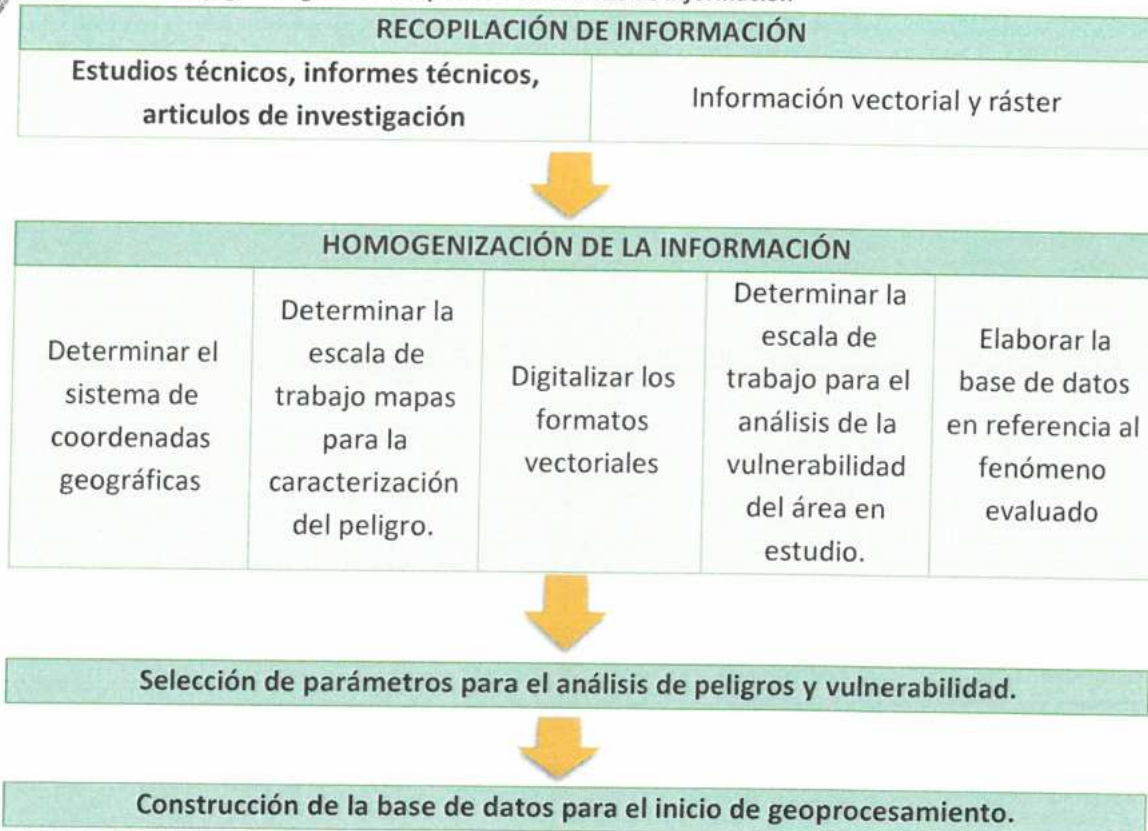 RECOPILACIÓN DE INFORMACIÓN
Estudios técnicos, informes técnicos,
articulos de investigación
Información vectorial y ráster
HOMOGENIZACIÓN DE LA INFORMACIÓN
Determinar el
sistema de
coordenadas
geográficas
Determinar la
escala de
trabajo mapas
para la
caracterización
del peligro.
Digitalizar los
formatos
vectoriales
Determinar la
escala de
trabajo para el
análisis de la
vulnerabilidad
del área en
estudio.
Elaborar la
base de datos
en referencia al
fenómeno
evaluado
Selección de parámetros para el análisis de peligros y vulnerabilidad.
Construcción de la base de datos para el inicio de geoprocesamiento.